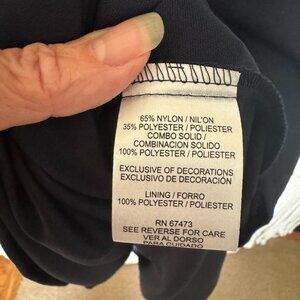 65% NYLON / NIL'ON
35% POLYESTER / POLIESTER
COMBO SOLID /
COMBINACION SOLIDO
100% POLYESTER / POLIESTER
EXCLUSIVE OF DECORATIONS
EXCLUSIVO DE DECORACIÓN
LINING / FORRO
100% POLYESTER / POLIESTER
RN 67473
SEE REVERSE FOR CARE
VER AL DORSO
PARA CUIDADO